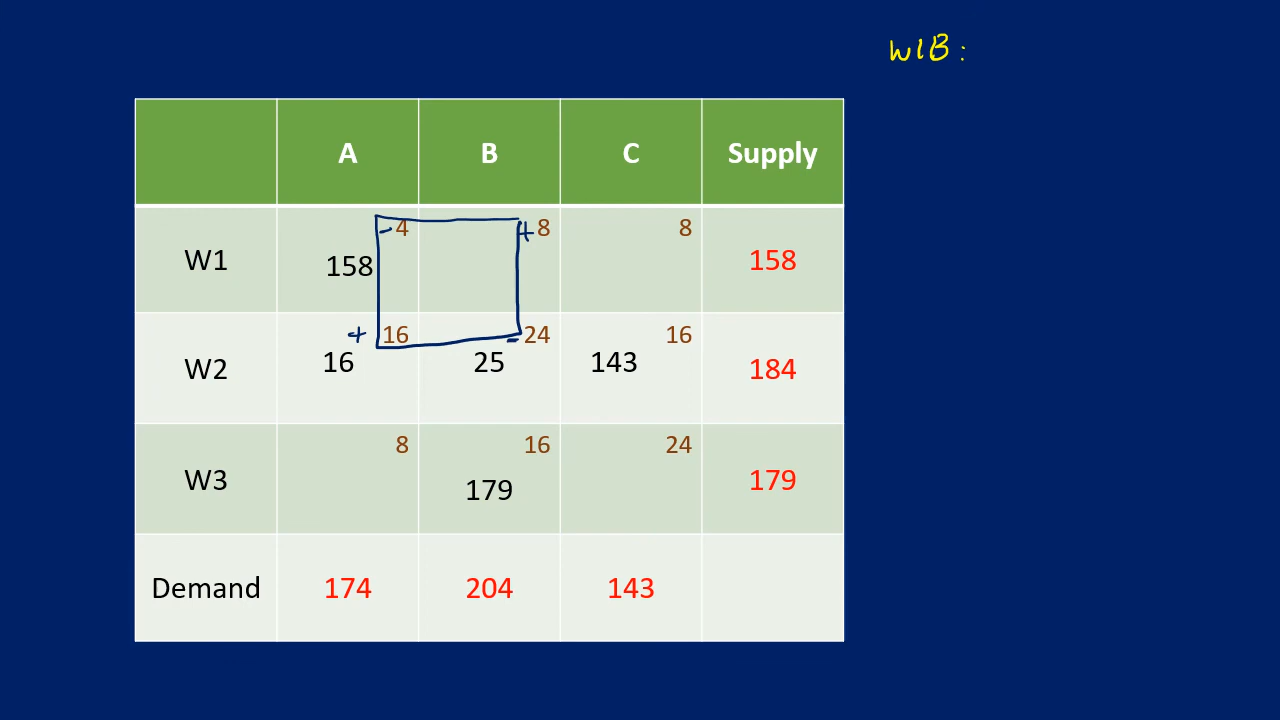 W1B:
A B C Supply
- 4 + 8 8
W1 158 158
+ 16 - 24 16
W2 16 25 143 184
8 16 24
W3 179 179
Demand 174 204 143